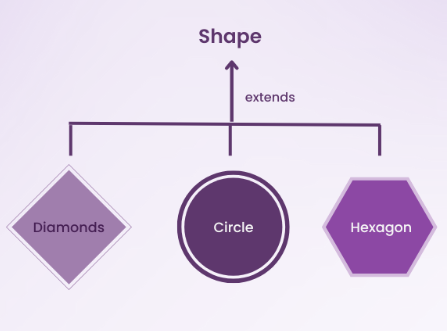 Shape
extends
Diamonds
Circle
Hexagon